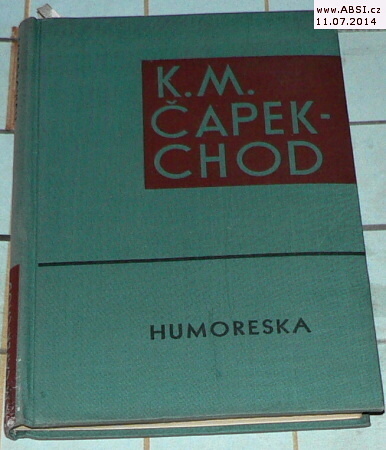 www.ABSI.cz
11.07.2014
K.M.
ČAPEK-
CHOD
HUMORESKA